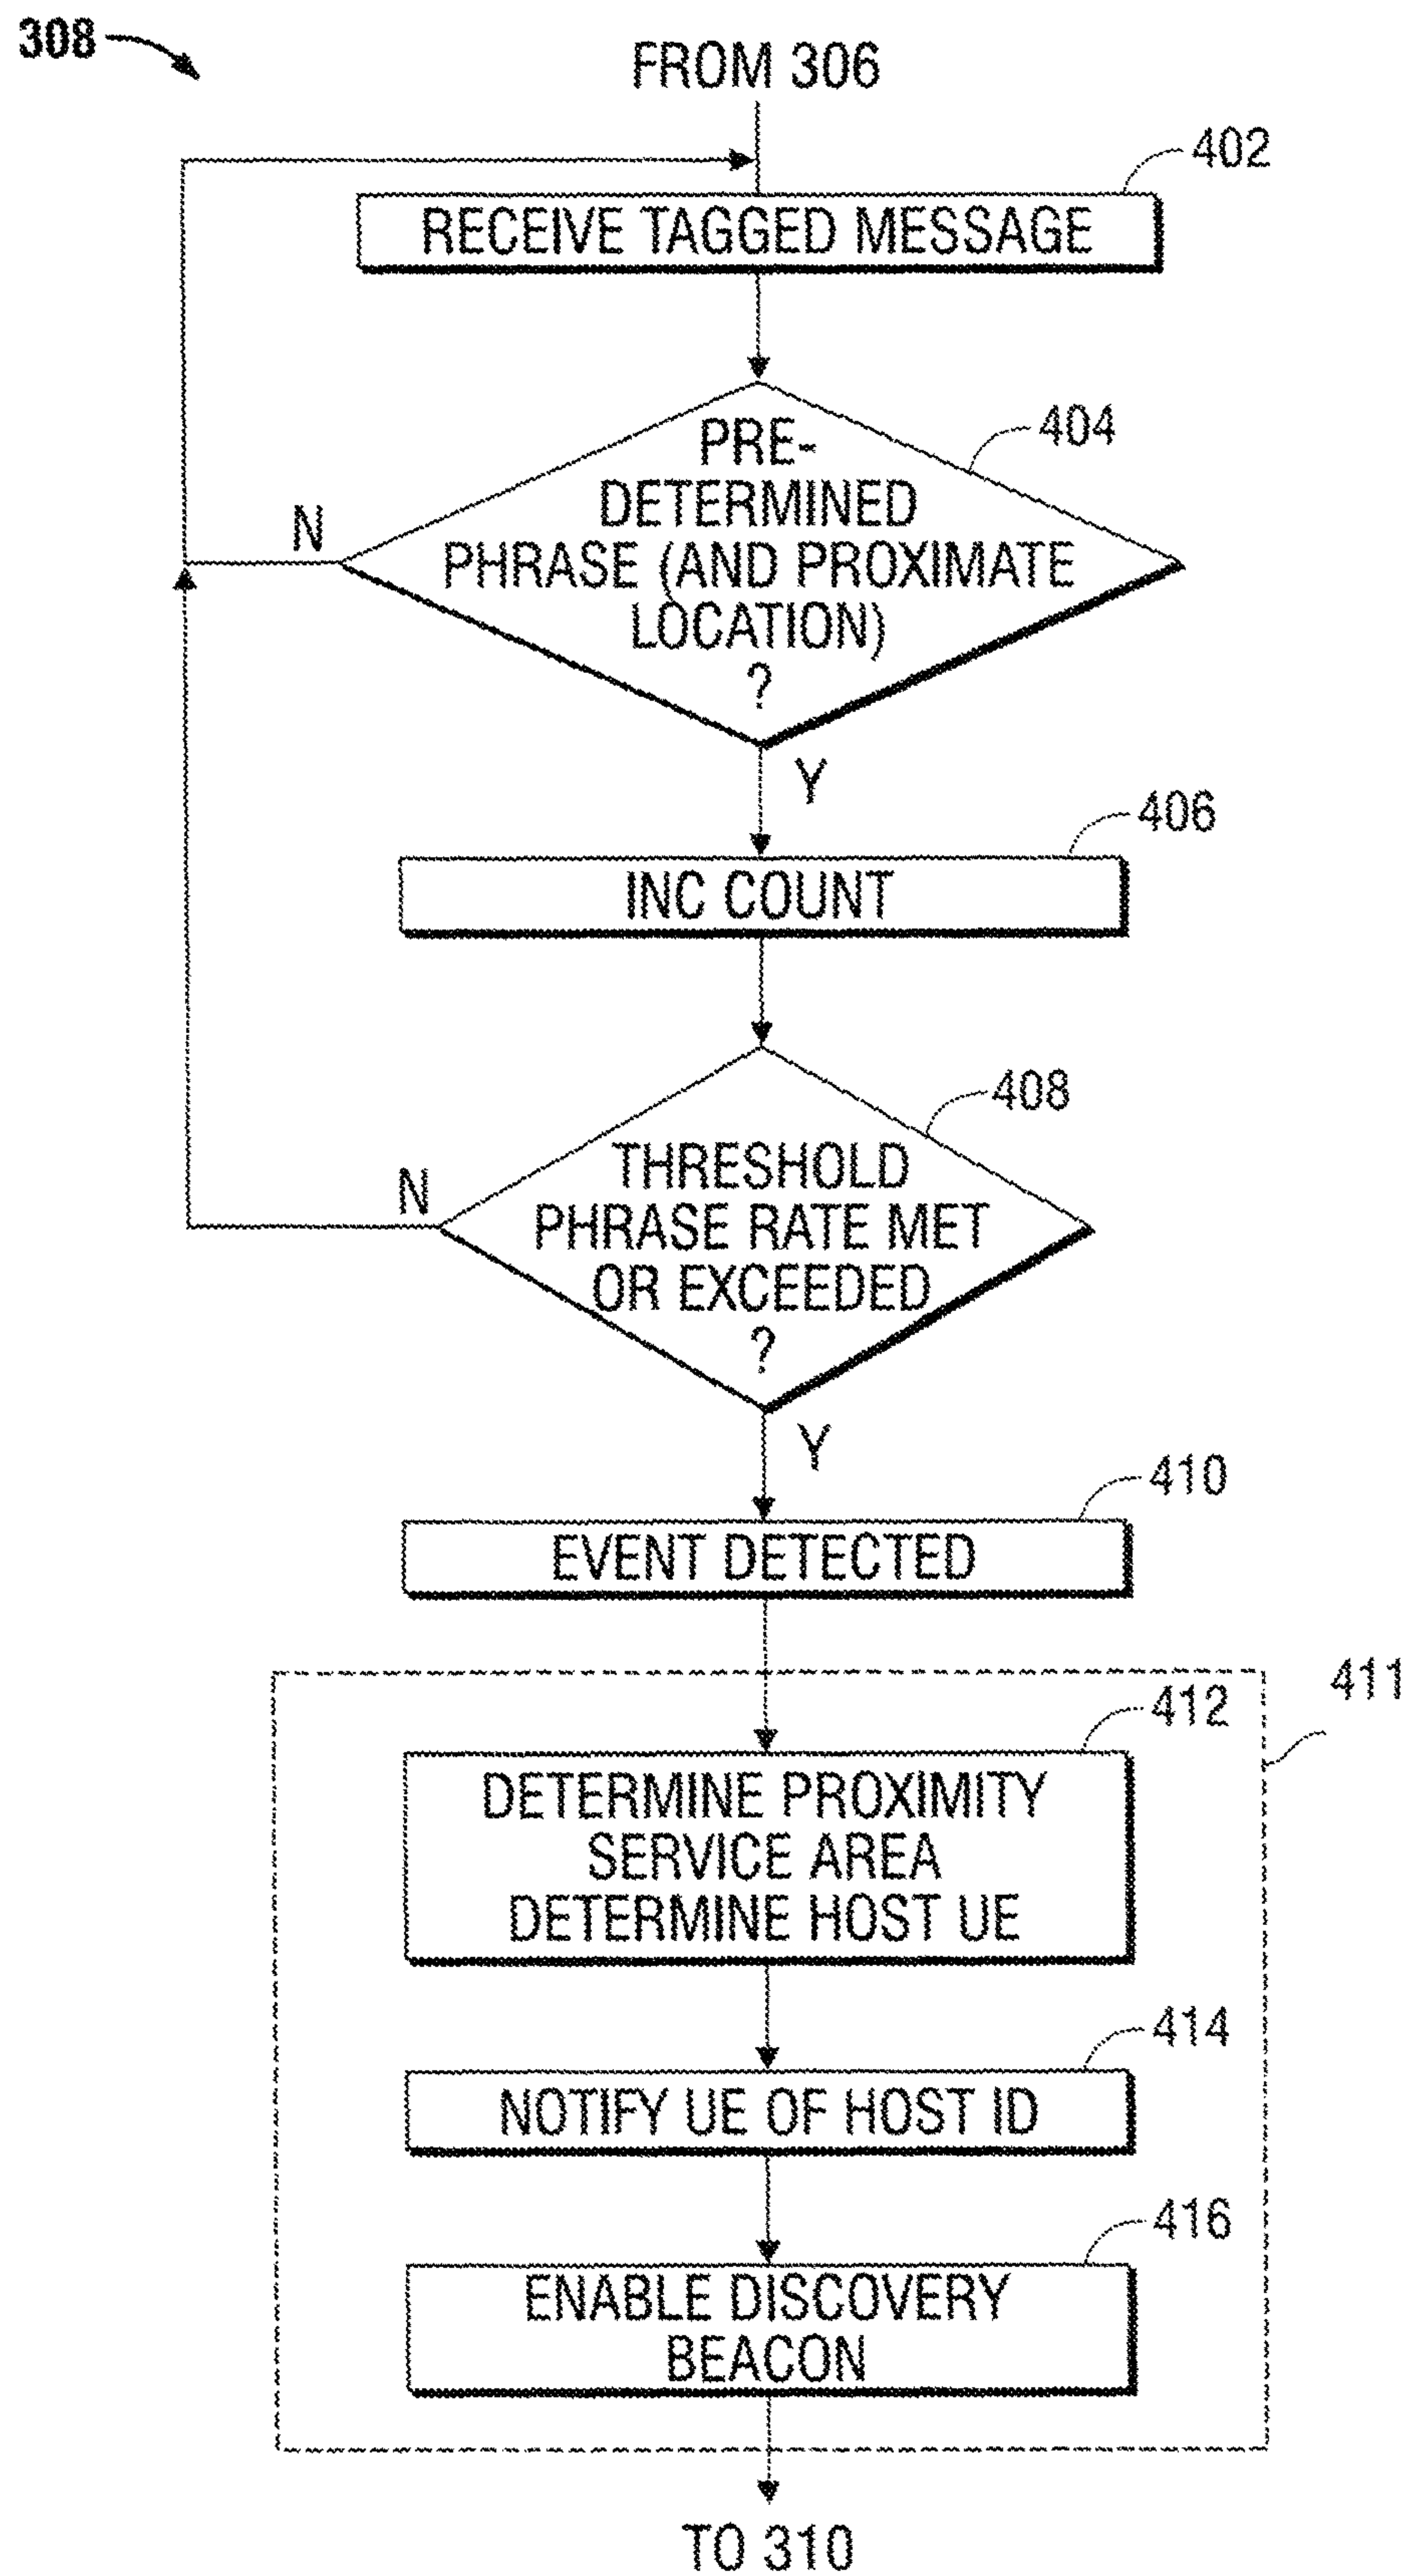 308
FROM 306
402
RECEIVE TAGGED MESSAGE
404
PRE-
DETERMINED
PHRASE (AND PROXIMATE
LOCATION)
?
N
Y
406
INC COUNT
408
THRESHOLD
PHRASE RATE MET
OR EXCEEDED
?
N
Y
410
EVENT DETECTED
411
412
DETERMINE PROXIMITY
SERVICE AREA
DETERMINE HOST UE
414
NOTIFY UE OF HOST ID
416
ENABLE DISCOVERY
BEACON
TO 310